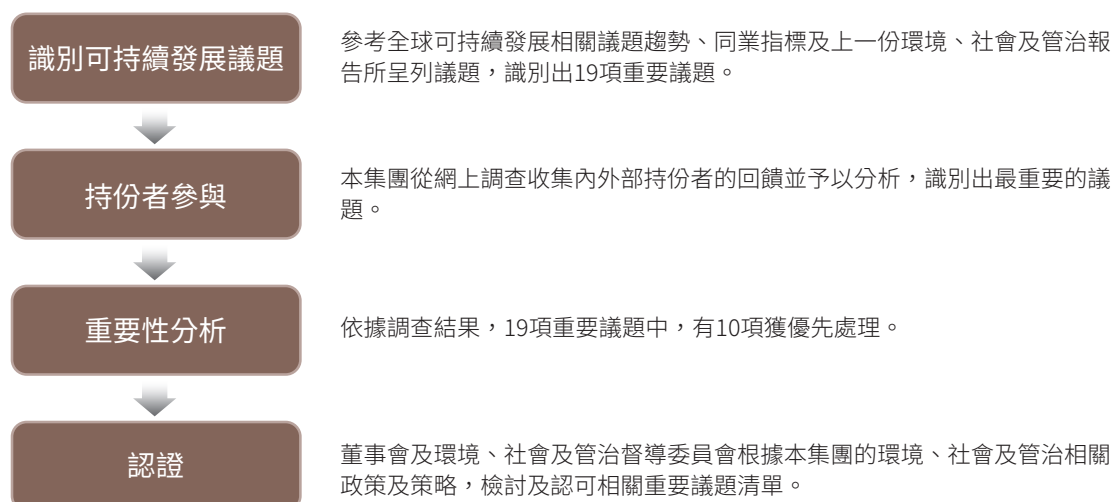 識別可持續發展議題
參考全球可持續發展相關議題趨勢、同業指標及上一份環境、社會及管治報
告所呈列議題，識別出19項重要議題。
持份者參與
本集團從網上調查收集內外部持份者的回饋並予以分析，識別出最重要的議
題。
重要性分析
依據調查結果，19項重要議題中，有10項獲優先處理。
認證
董事會及環境、社會及管治督導委員會根據本集團的環境、社會及管治相關
政策及策略，檢討及認可相關重要議題清單。